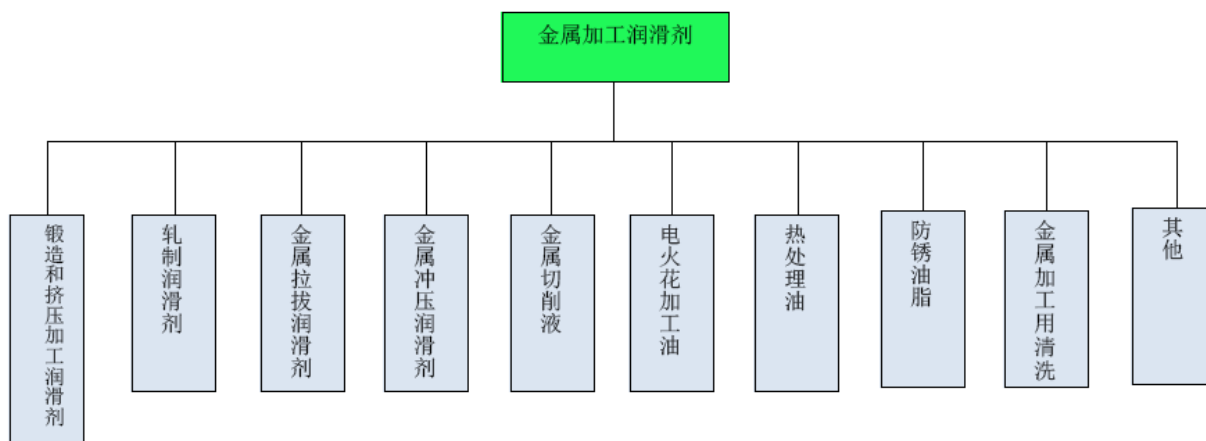 金属加工润滑剂
锻造和挤压加工润滑剂
轧制润滑剂
金属拉拔润滑剂
金属冲压润滑剂
金属切削液
电火花加工油
热处理油
防锈油脂
金属加工用清洗
其他